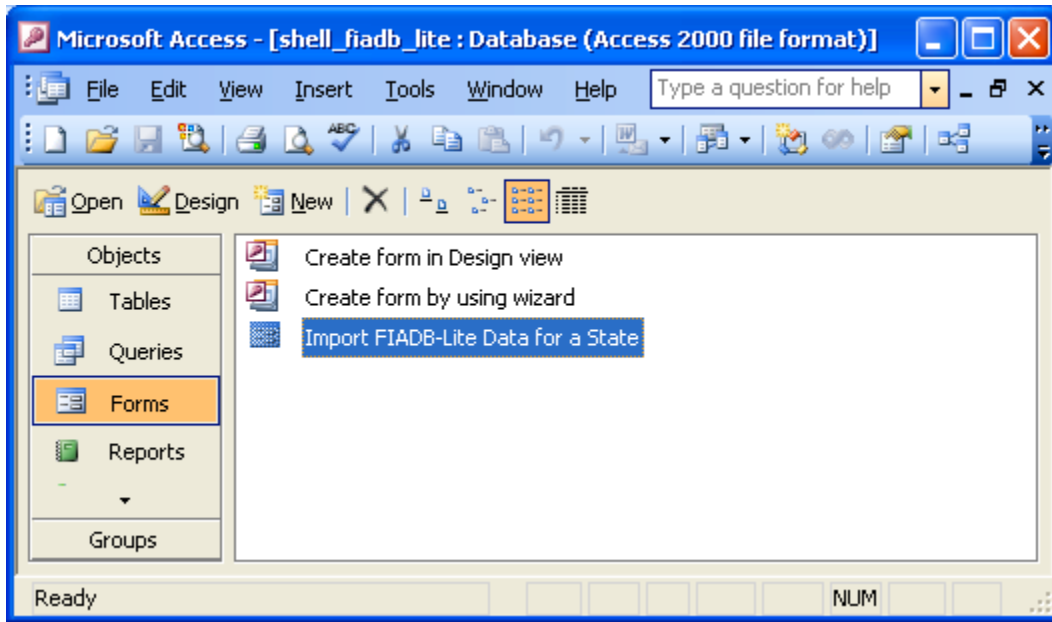 Microsoft Access - [shell_fiadb_lite : Database (Access 2000 file format)]
File Edit View Insert Tools Window Help Type a question for help
ABC
Open Design New
Objects
Tables
Queries
Forms
Reports
Groups
Create form in Design view
Create form by using wizard
Import FIADB-Lite Data for a State
Ready NUM